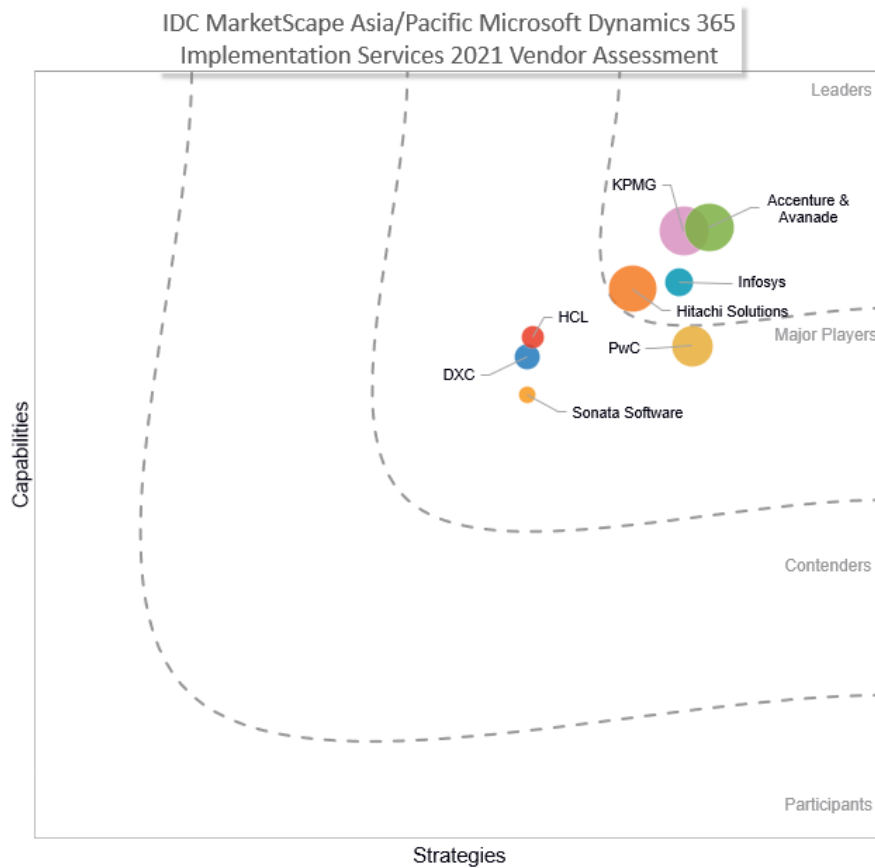 IDC MarketScape Asia/Pacific Microsoft Dynamics 365
Implementation Services 2021 Vendor Assessment
Leaders
KPMG
Accenture &
Avanade
Infosys
Hitachi Solutions
HCL
Major Players
PwC
DXC
Sonata Software
Capabilities
Contenders
Participants
Strategies